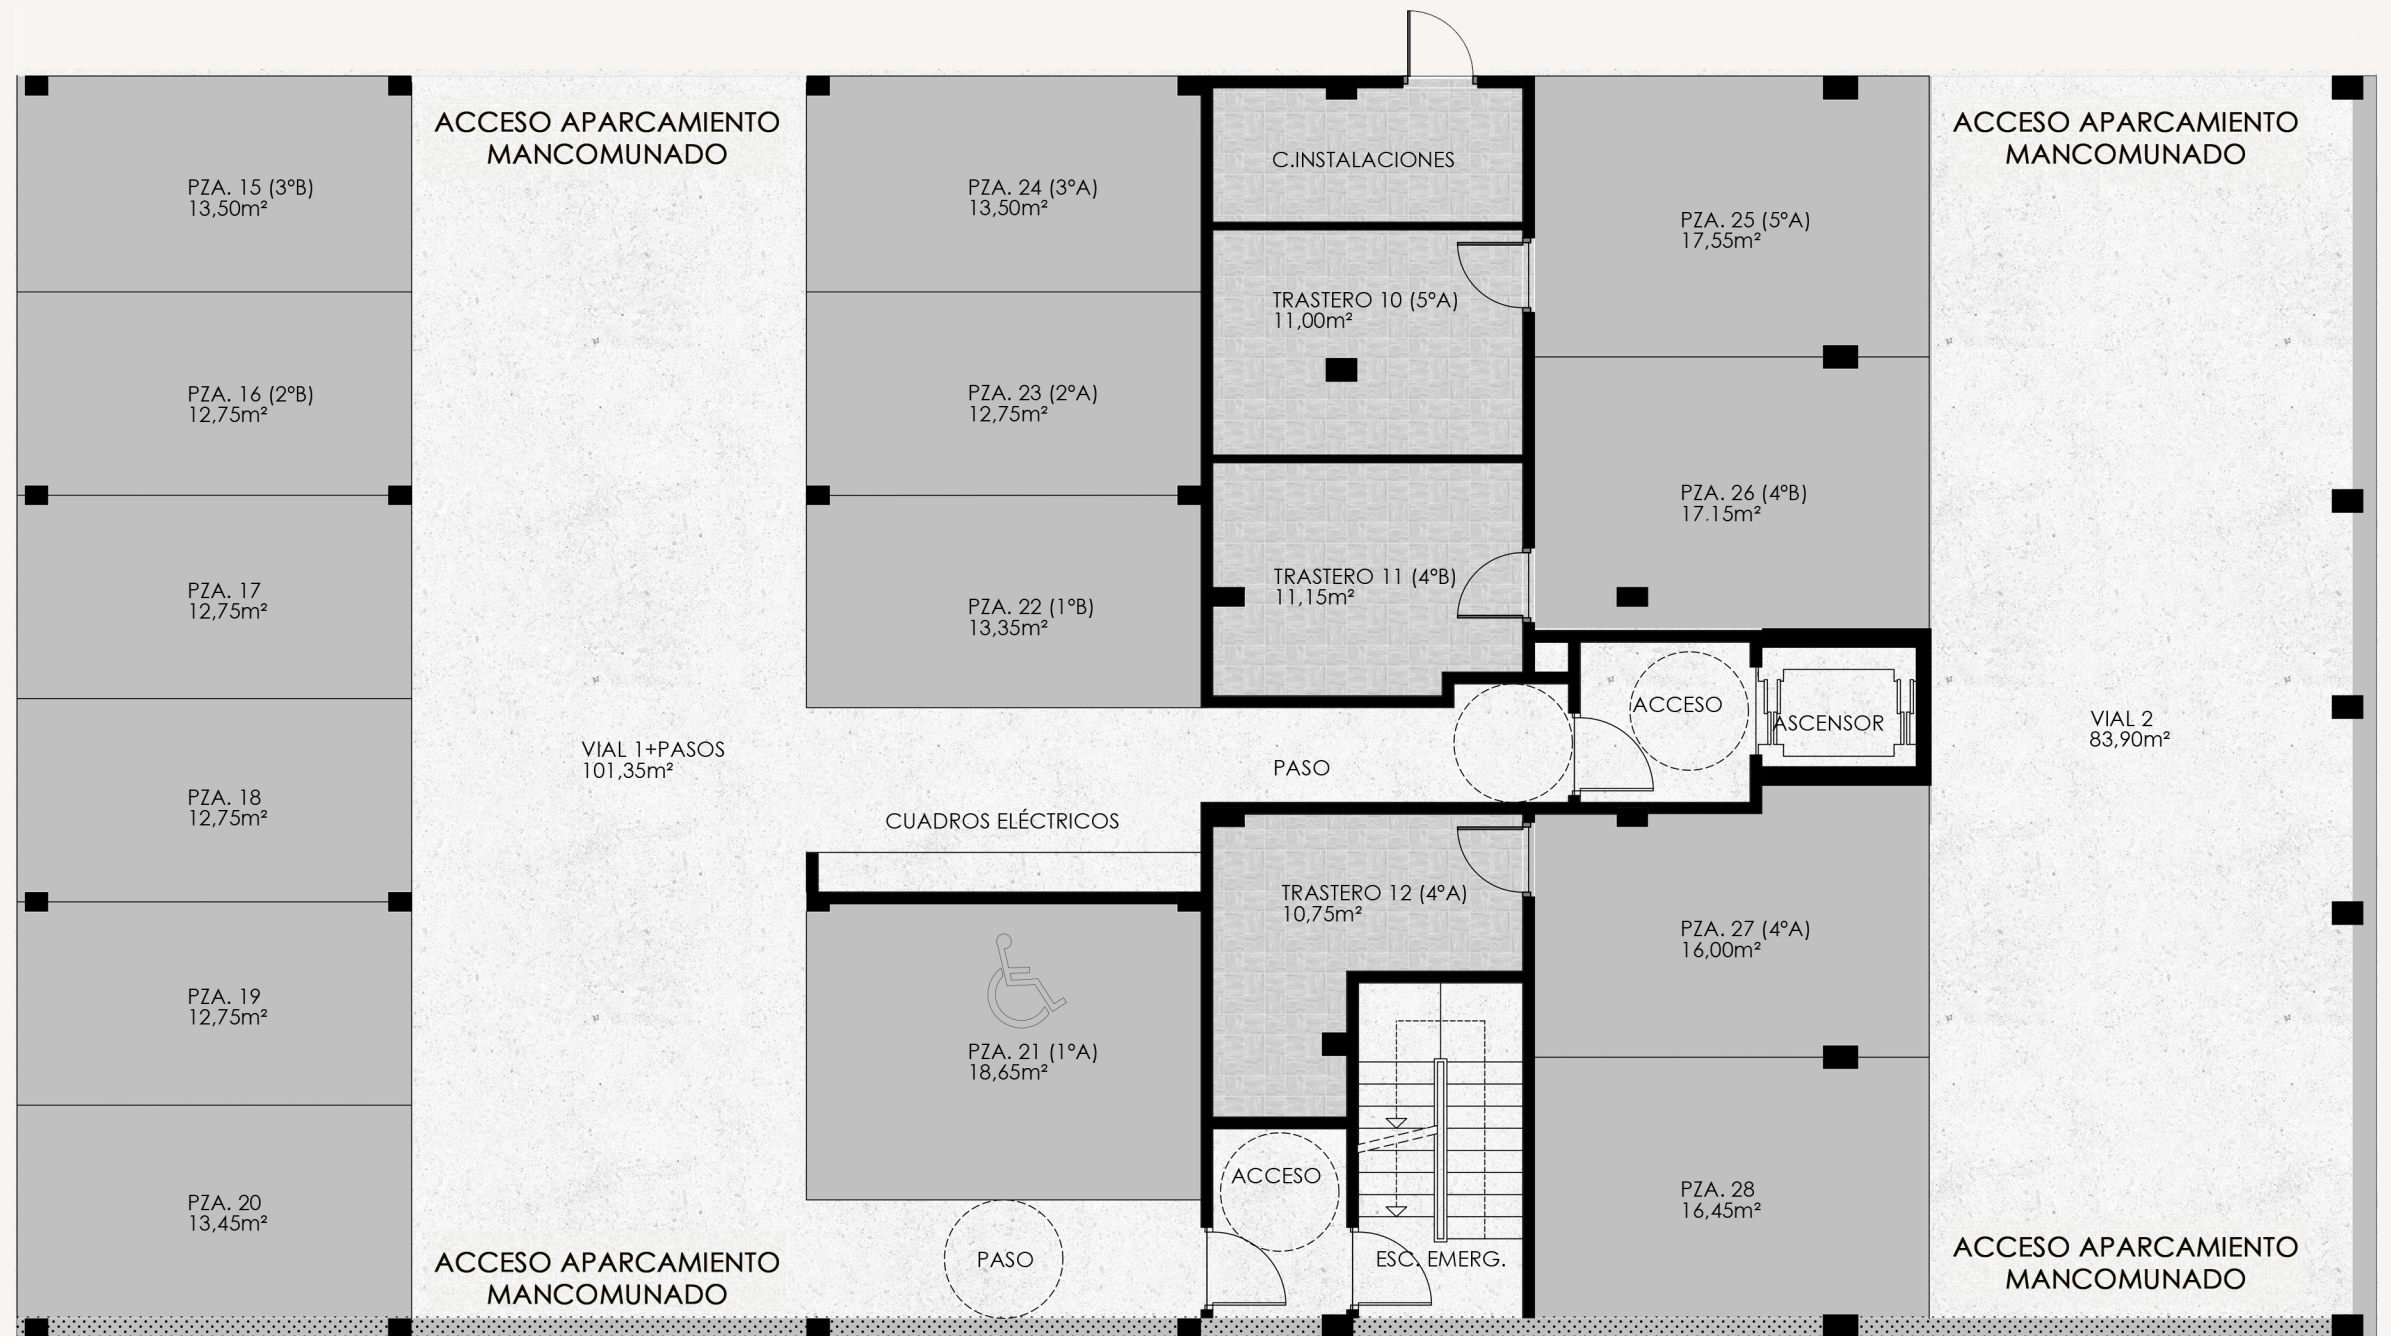 ACCESO APARCAMIENTO
MANCOMUNADO
ACCESO APARCAMIENTO
MANCOMUNADO
PZA. 15 (3ºB)
13,50m²
PZA. 24 (3ºA)
13,50m²
C.INSTALACIONES
PZA. 25 (5ºA)
17,55m²
TRASTERO 10 (5ºA)
11,00m²
PZA. 16 (2ºB)
12,75m²
PZA. 23 (2ºA)
12,75m²
PZA. 26 (4ºB)
17.15m²
PZA. 17
12,75m²
PZA. 22 (1ºB)
13,35m²
TRASTERO 11 (4ºB)
11,15m²
ACCESO
ASCENSOR
VIAL 2
83,90m²
VIAL 1+PASOS
101,35m²
PASO
PZA. 18
12,75m²
CUADROS ELÉCTRICOS
TRASTERO 12 (4ºA)
10,75m²
PZA. 27 (4ºA)
16,00m²
PZA. 19
12,75m²
PZA. 21 (1ºA)
18,65m²
ACCESO
PZA. 20
13,45m²
PZA. 28
16,45m²
PASO
ESC. EMERG.
ACCESO APARCAMIENTO
MANCOMUNADO
ACCESO APARCAMIENTO
MANCOMUNADO